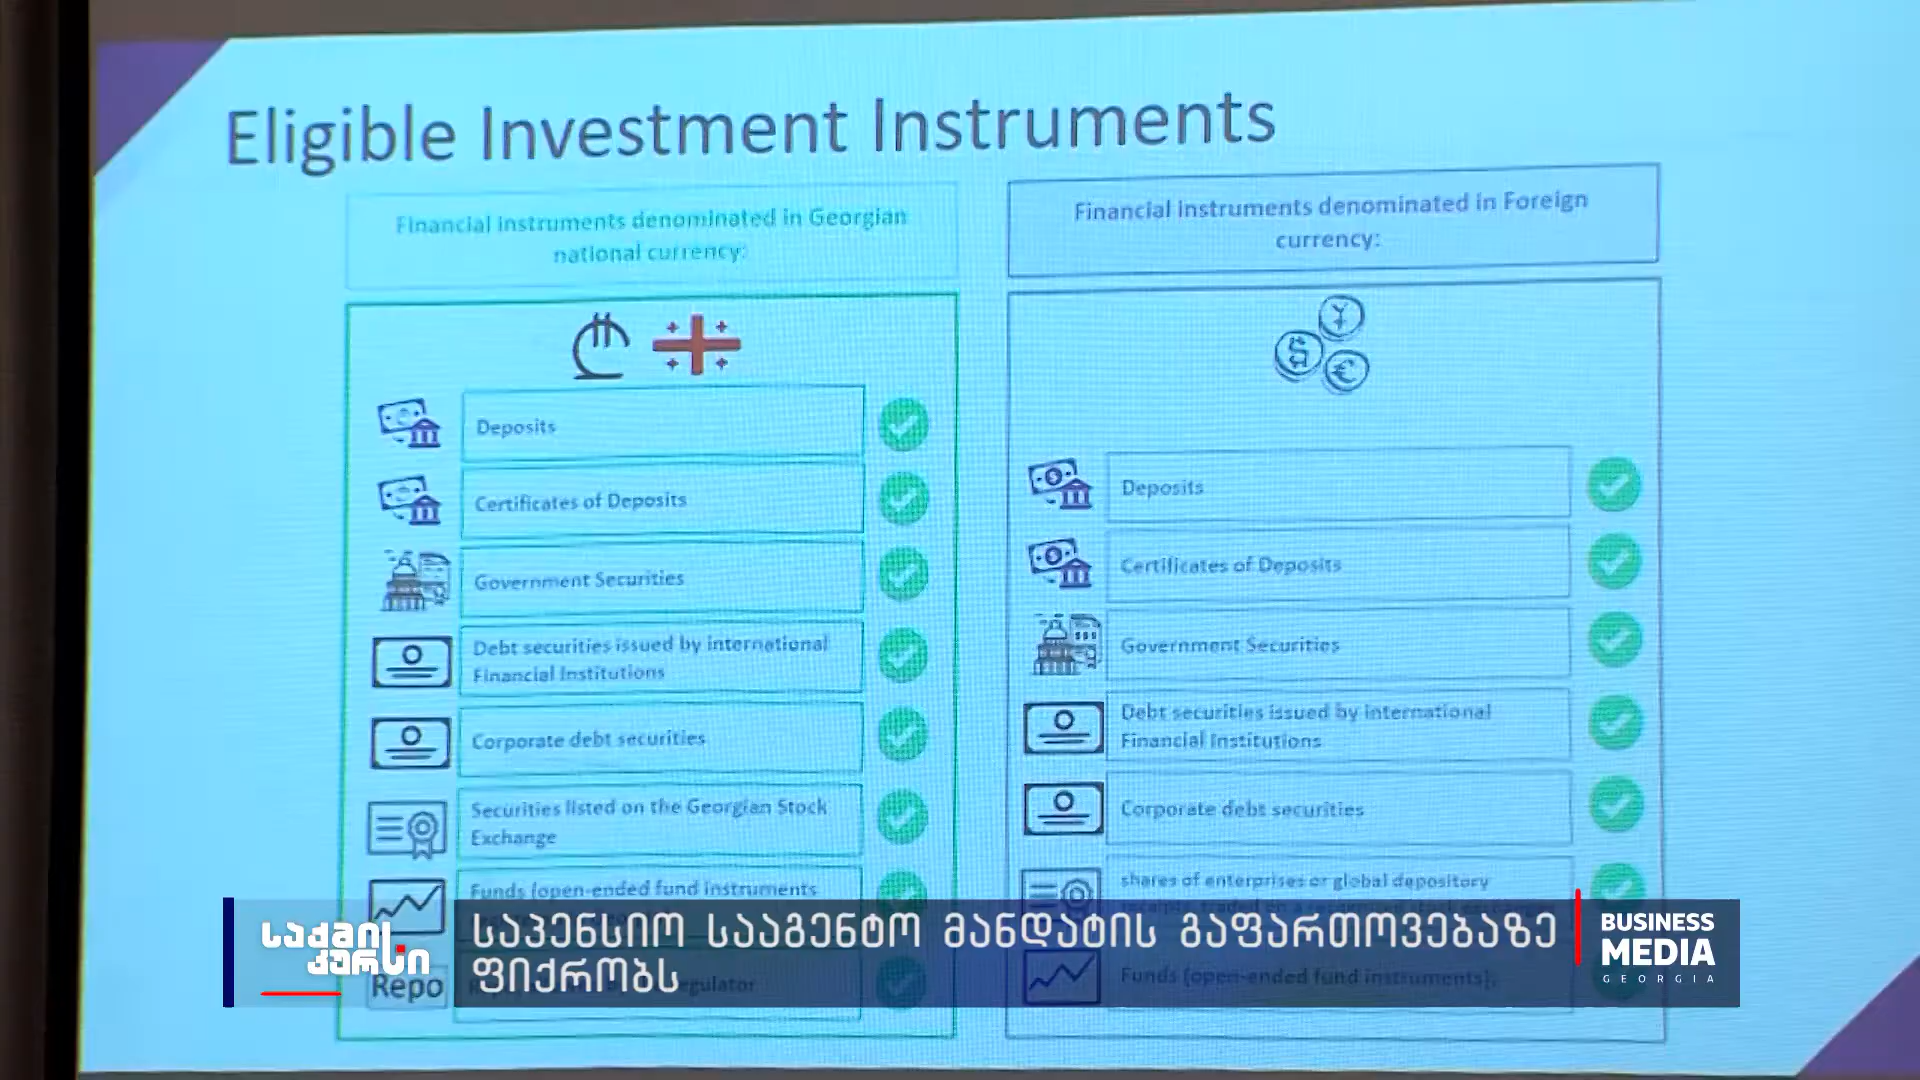 Eligible Investment Instruments
Financial instruments denominated in Georgian
national currency:
Deposits
Certificates of Deposits
Government Securities
Debt securities issued by international
Financial Institutions
Corporate debt securities
Securities listed on the Georgian Stock
Exchange
Funds (open-ended fund instruments
Repo
egulator
Financial instruments denominated in Foreign
currency:
Deposits
Certificates of Deposits
Government Securities
Debt securities issued by international
Financial Institutions
Corporate debt securities
shares of enterprises or global depository
Funds (open-ended fund instruments);
საქმის
კურსი
საპენსიო სააგენტო მანდატის გაფართოვებაზე
ფიქრობს
BUSINESS
MEDIA
GEORGIA